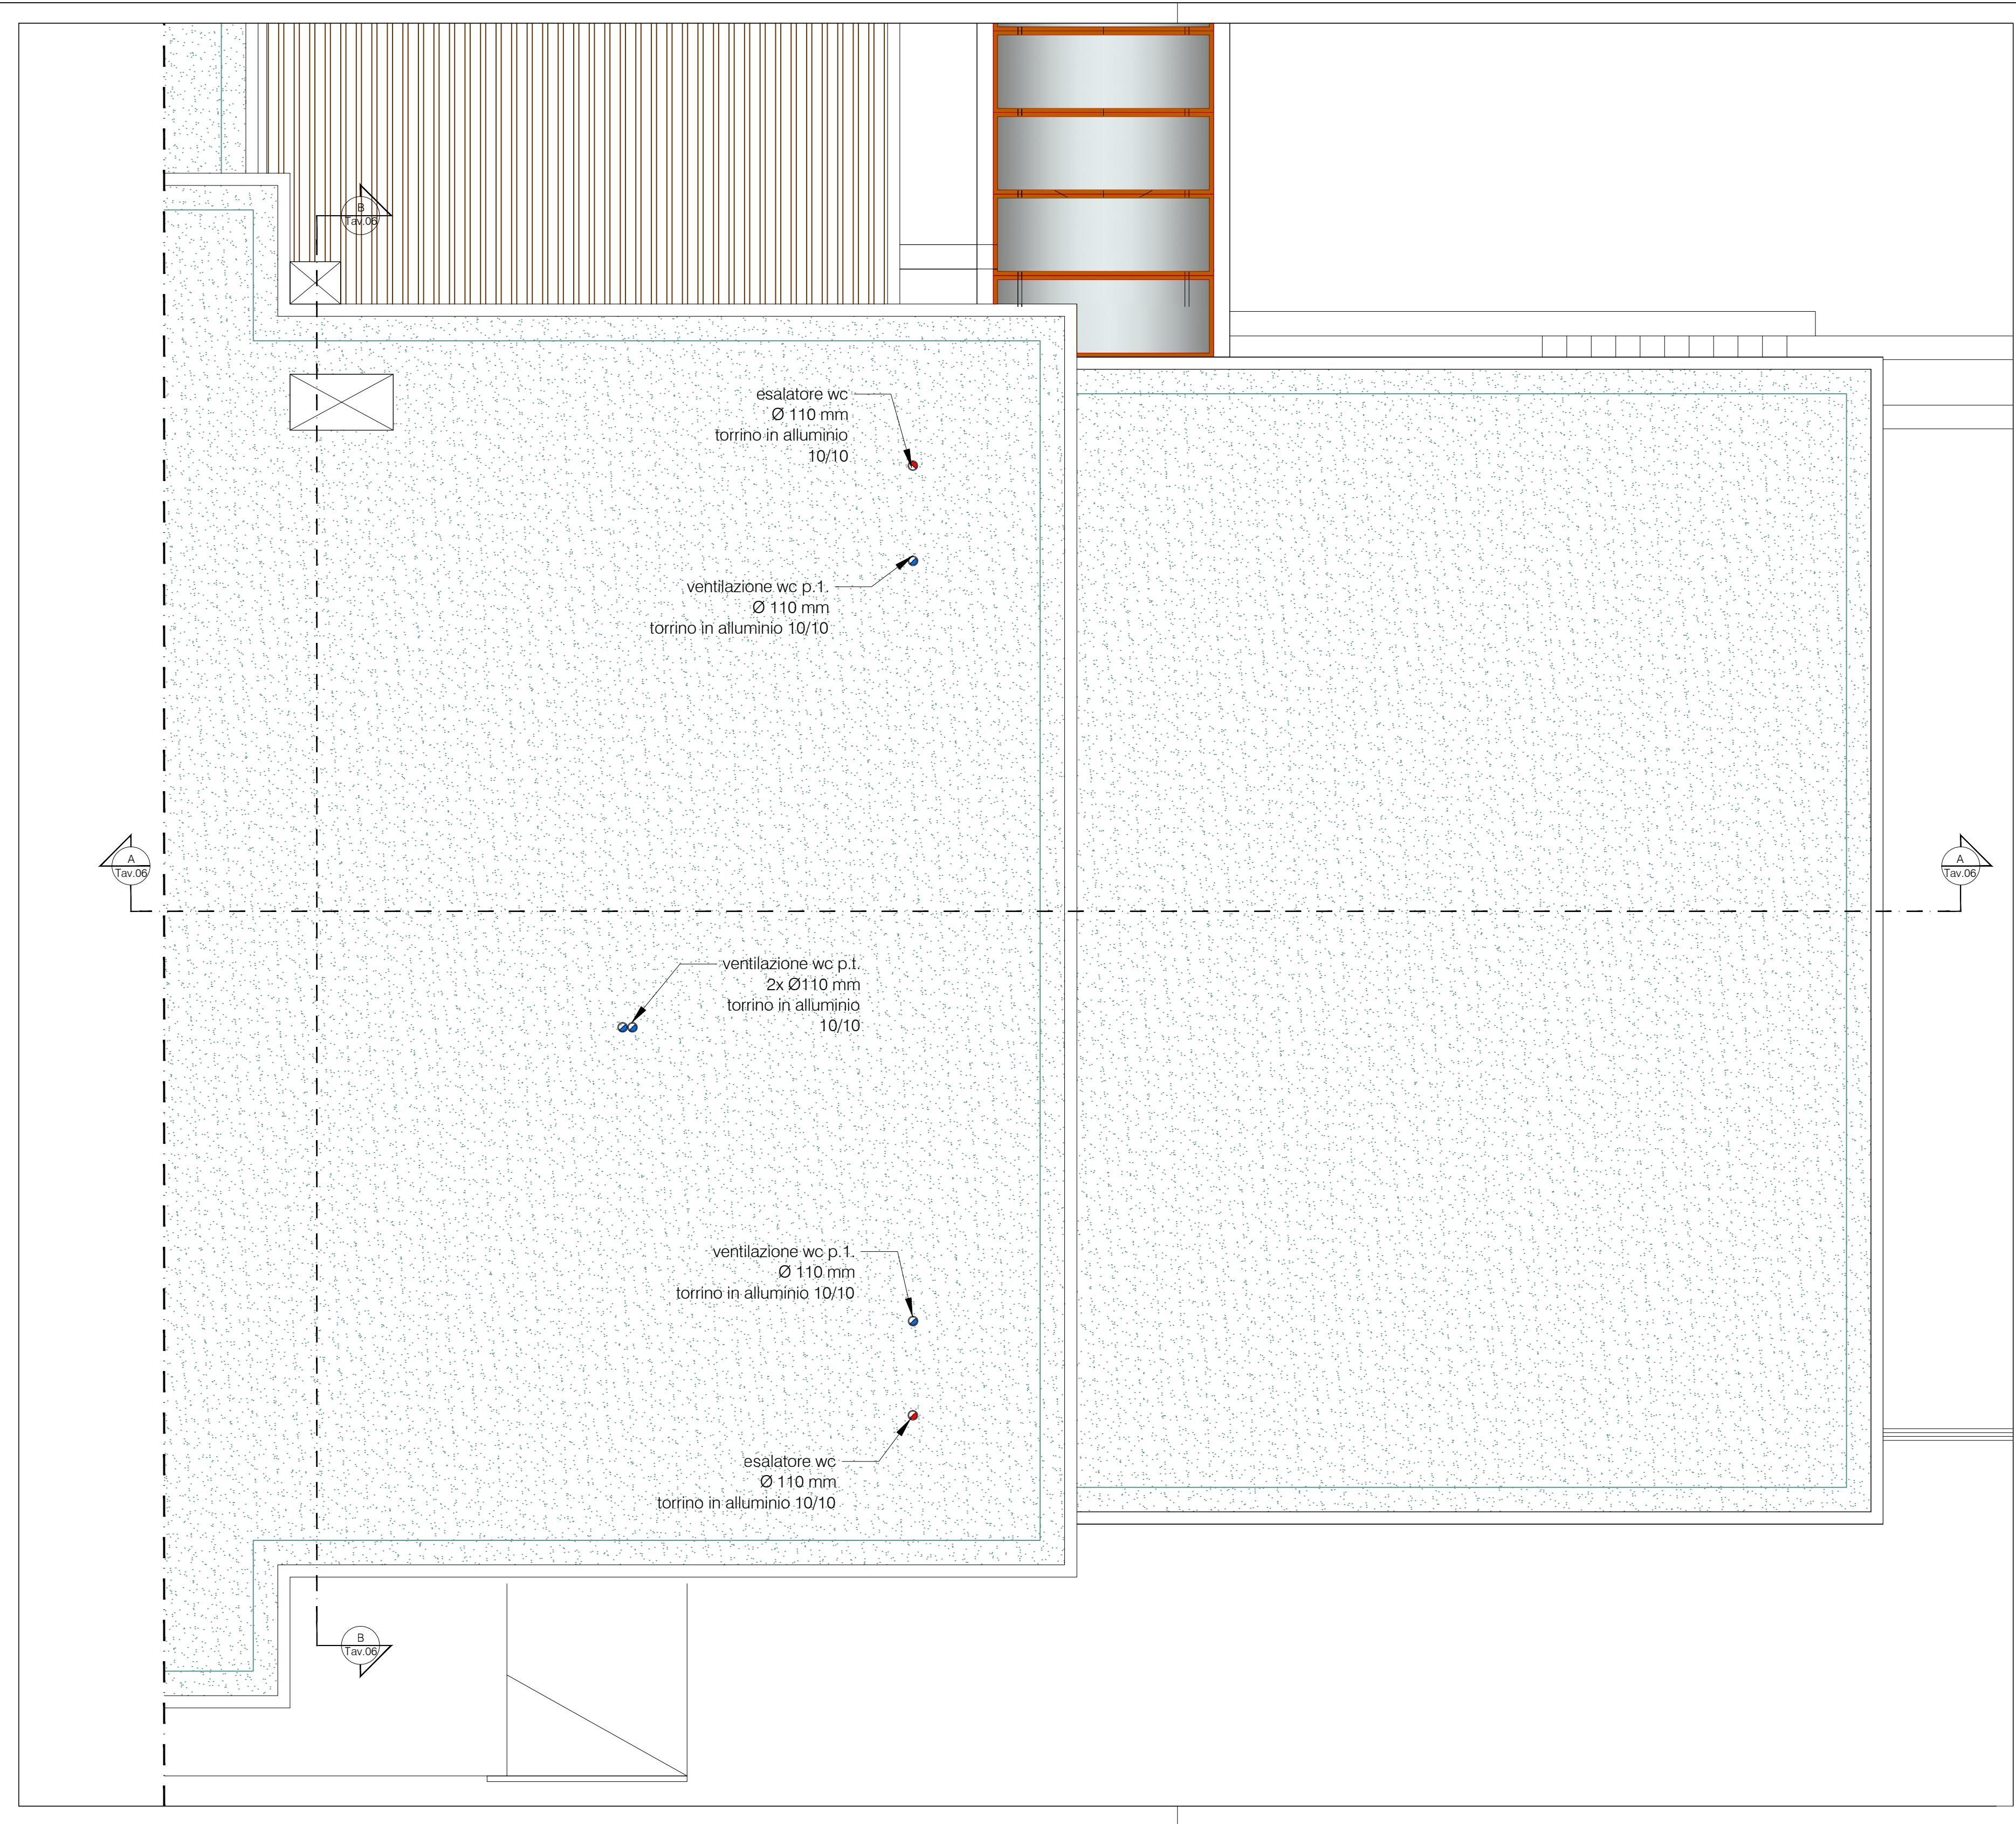 B
Tav.06
esalatore wc
Ø 110 mm
torrino in alluminio
10/10
ventilazione wc p.1.
Ø 110 mm
torrino in alluminio 10/10
A
Tav.06
A
Tav.06
ventilazione wc p.t.
2x Ø110 mm
torrino in alluminio
10/10
ventilazione wc p.1.
Ø 110 mm
torrino in alluminio 10/10
esalatore wc
Ø 110 mm
torrino in alluminio 10/10
B
Tav.06